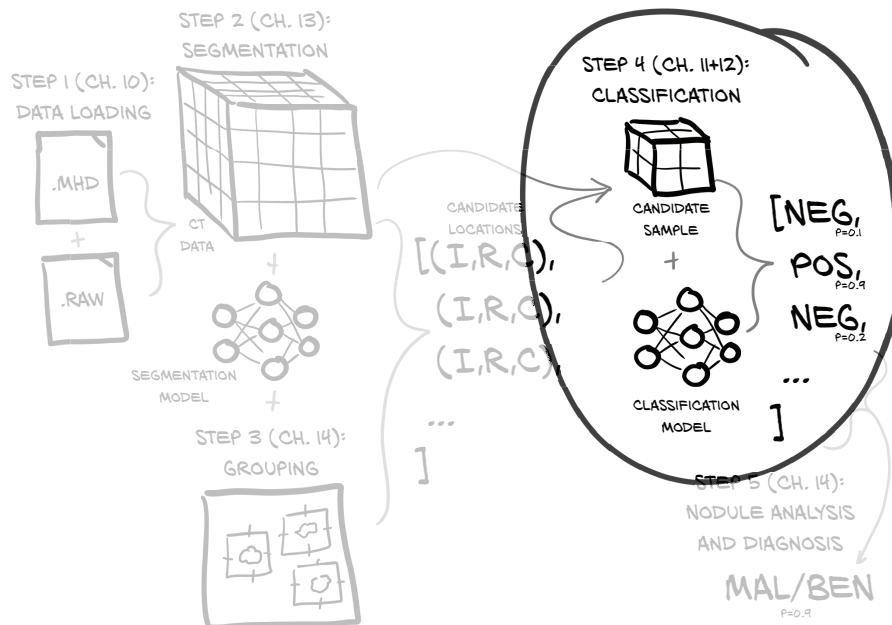 STEP 1 (CH. 10):
DATA LOADING
.MHD
+
.RAW
STEP 2 (CH. 13):
SEGMENTATION
CT
DATA
+
SEGMENTATION
MODEL
+
STEP 3 (CH. 14):
GROUPING
CANDIDATE
LOCATIONS
[(I,R,C),
(I,R,C),
(I,R,C),
...
]
STEP 4 (CH. 11+12):
CLASSIFICATION
CANDIDATE
SAMPLE
+
CLASSIFICATION
MODEL
[NEG,
P=0.1
POS,
P=0.9
NEG,
P=0.2
...
]
STEP 5 (CH. 14):
NODULE ANALYSIS
AND DIAGNOSIS
MAL/BEN
P=0.9